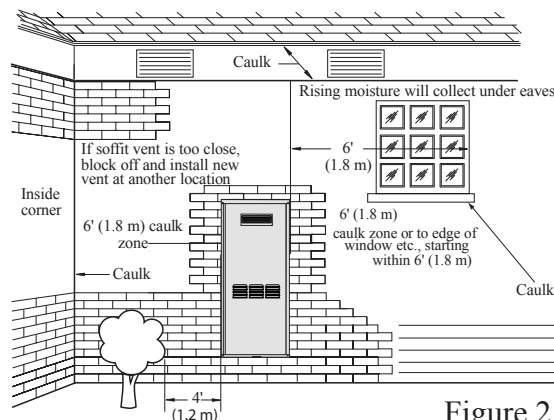 Caulk
Rising moisture will collect under eaves
If soffit vent is too close,
block off and install new
vent at another location
6'
(1.8 m)
Inside
corner
6' (1.8 m) caulk
zone
6' (1.8 m)
caulk zone or to edge of
window etc., starting
within 6' (1.8 m)
Caulk
Caulk
4'
(1.2 m)
Figure 2